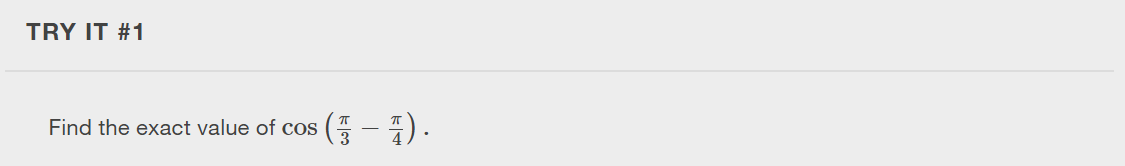 TRY IT #1
Find the exact value of cos (π/3 − π/4).